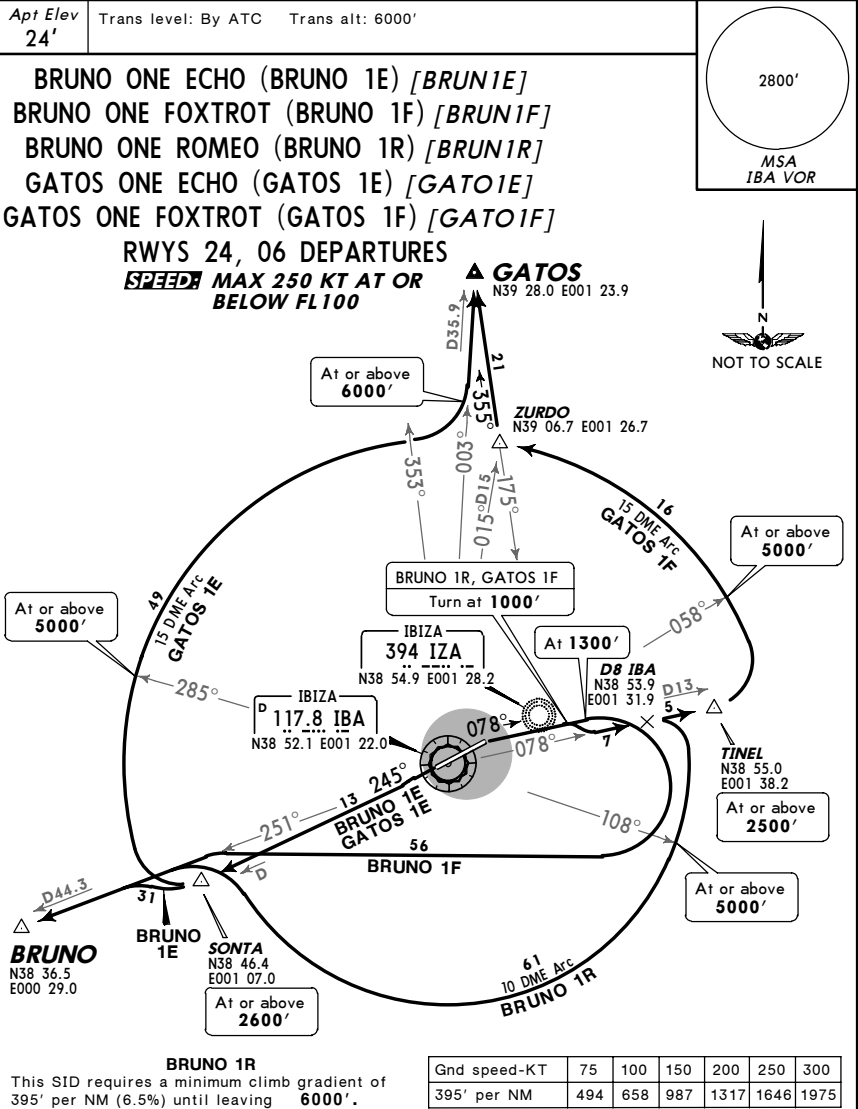 Apt Elev
24'
Trans level: By ATC Trans alt: 6000'
2800'
MSA
IBA VOR
BRUNO ONE ECHO (BRUNO 1E) [BRUN1E]
BRUNO ONE FOXTROT (BRUNO 1F) [BRUN1F]
BRUNO ONE ROMEO (BRUNO 1R) [BRUN1R]
GATOS ONE ECHO (GATOS 1E) [GATO1E]
GATOS ONE FOXTROT (GATOS 1F) [GATO1F]
RWYS 24, 06 DEPARTURES
SPEED: MAX 250 KT AT OR
BELOW FL100
GATOS
N39 28.0 E001 23.9
N
NOT TO SCALE
D35.9
21
355°
At or above
6000'
ZURDO
N39 06.7 E001 26.7
353°
003°
015°
D15
175°
16
15 DME Arc
GATOS 1F
At or above
5000'
058°
49
15 DME Arc
GATOS 1E
At or above
5000'
285°
BRUNO 1R, GATOS 1F
Turn at 1000'
IBIZA
394 IZA
N38 54.9 E001 28.2
At 1300'
D8 IBA
N38 53.9
E001 31.9
D13
5
IBIZA
D 117.8 IBA
N38 52.1 E001 22.0
078°
078°
7
TINEL
N38 55.0
E001 38.2
At or above
2500'
245°
13
BRUNO 1E
GATOS 1E
251°
D
56
BRUNO 1F
108°
At or above
5000'
D44.3
31
BRUNO
1E
BRUNO
N38 36.5
E000 29.0
SONTA
N38 46.4
E001 07.0
At or above
2600'
61
10 DME Arc
BRUNO 1R
BRUNO 1R
This SID requires a minimum climb gradient of
395' per NM (6.5%) until leaving 6000'.
Gnd speed-KT 75 100 150 200 250 300
395' per NM 494 658 987 1317 1646 1975